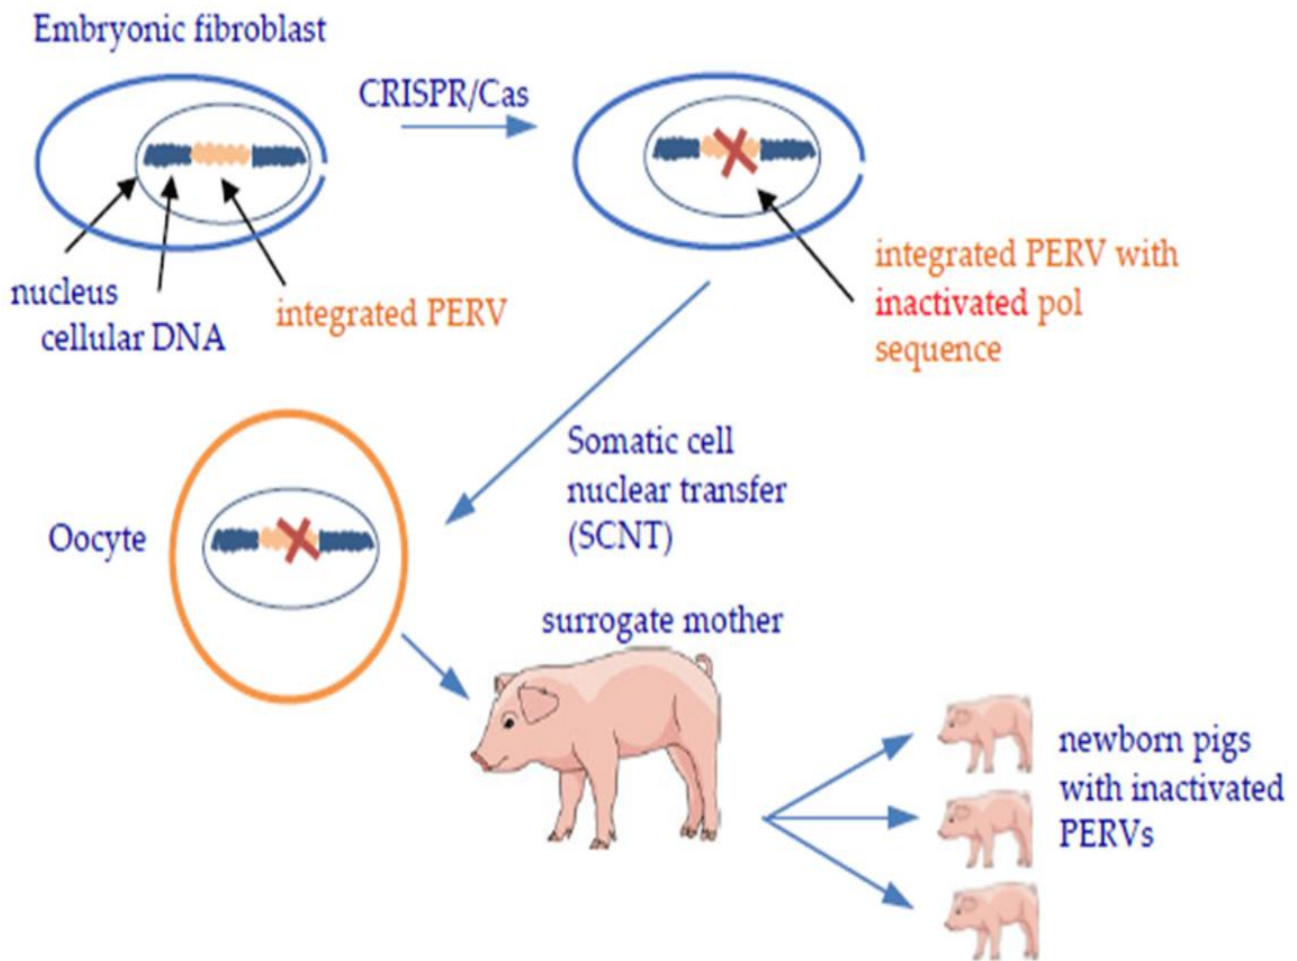 Embryonic fibroblast
CRISPR/Cas
nucleus
cellular DNA
integrated PERV
integrated PERV with
inactivated pol
sequence
Somatic cell
nuclear transfer
(SCNT)
Oocyte
surrogate mother
newborn pigs
with inactivated
PERVs